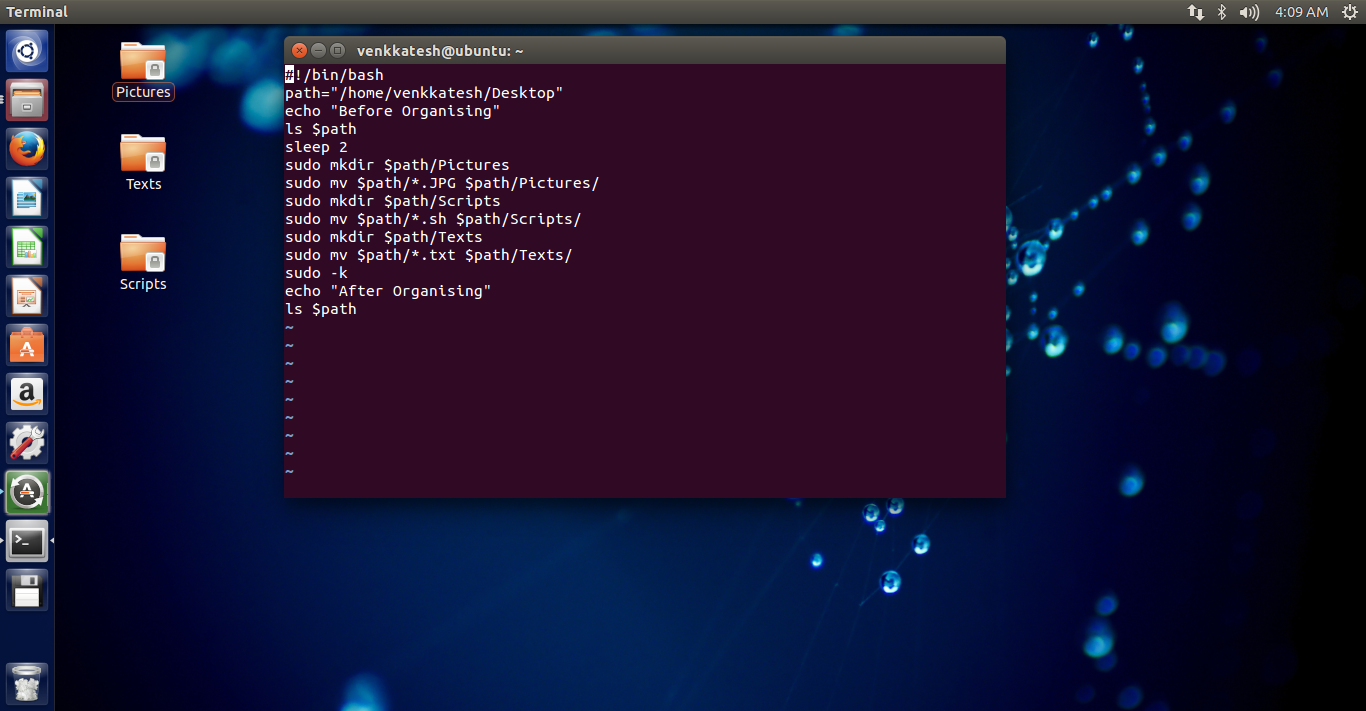 Terminal
4:09 AM
Pictures
Texts
Scripts
venkkatesh@ubuntu: ~
#!/bin/bash
path="/home/venkkatesh/Desktop"
echo "Before Organising"
ls $path
sleep 2
sudo mkdir $path/Pictures
sudo mv $path/*.JPG $path/Pictures/
sudo mkdir $path/Scripts
sudo mv $path/*.sh $path/Scripts/
sudo mkdir $path/Texts
sudo mv $path/*.txt $path/Texts/
sudo -k
echo "After Organising"
ls $path
~
~
~
~
~
~
~
~
~